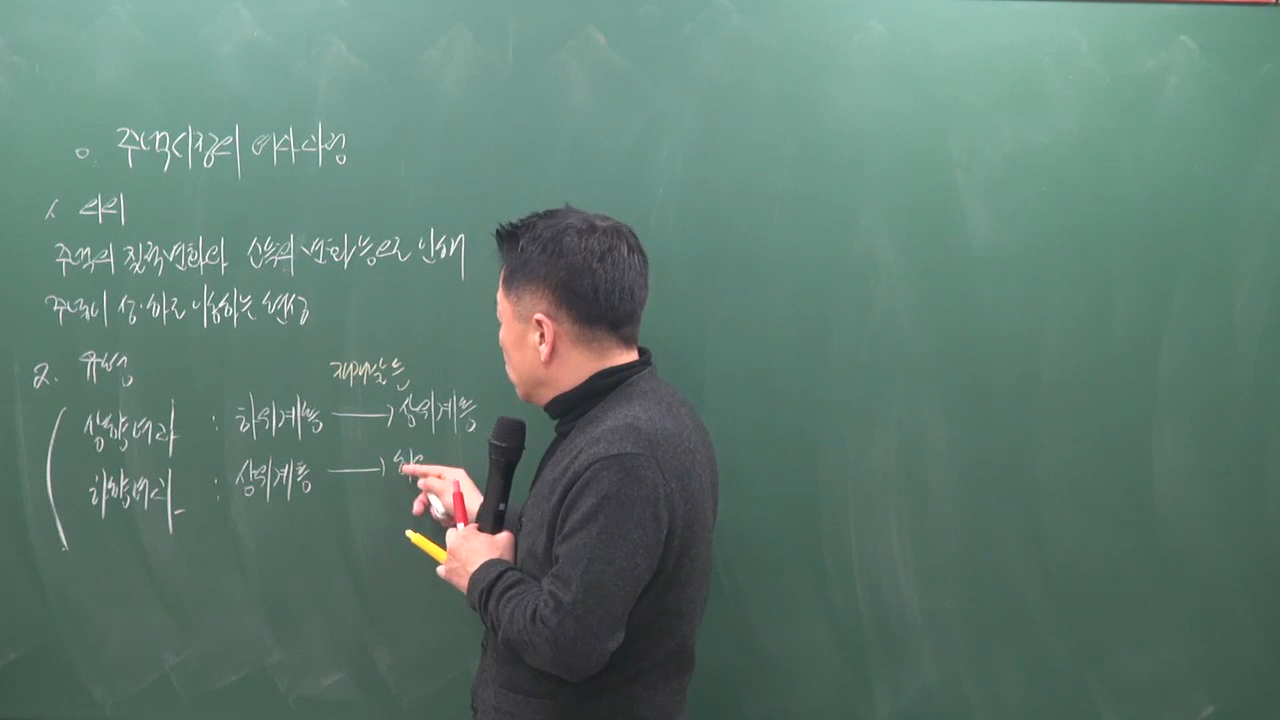 ○ 주택시장의 여과과정
1. 의의
주택의 질적변화와 소득의 변화 등으로 인해
주택이 상·하로 이동하는 현상
2. 유형
재개발 등
상향여과 : 하위계층 → 상위계층
하향여과 : 상위계층 →